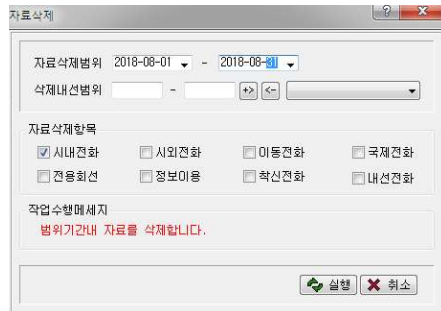 자료삭제
자료삭제범위 2018-08-01 - 2018-08-31
삭제내선범위 - +> <-
자료삭제항목
시내전화 시외전화 이동전화 국제전화
전용회선 정보이용 착신전화 내선전화
작업수행메세지
범위기간내 자료를 삭제합니다.
실행 취소